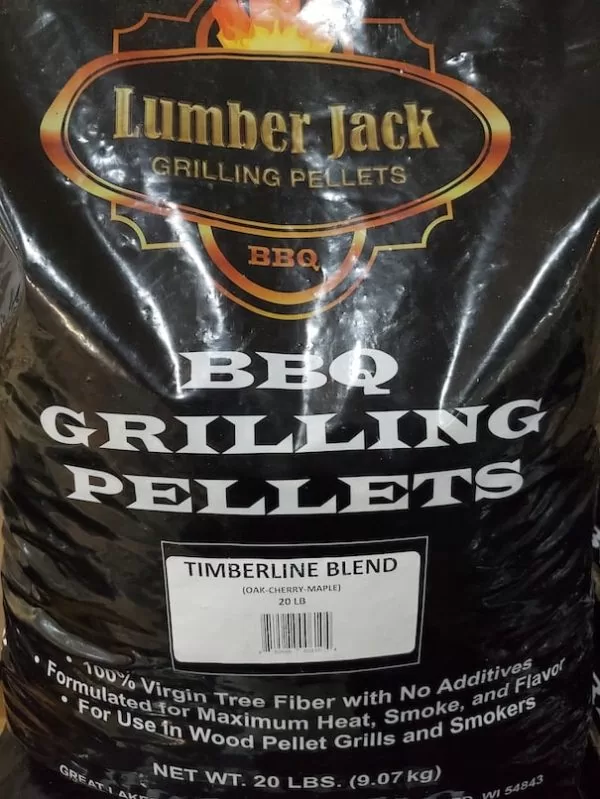 Lumber Jack
GRILLING PELLETS
BBQ
BBQ
GRILLING
PELLETS
TIMBERLINE BLEND
(OAK-CHERRY-MAPLE)
20 LB
• 100% Virgin Tree Fiber with No Additives
• Formulated for Maximum Heat, Smoke, and Flavor
• For Use in Wood Pellet Grills and Smokers
NET WT. 20 LBS. (9.07 kg)
GREAT LAKE
WI 54843